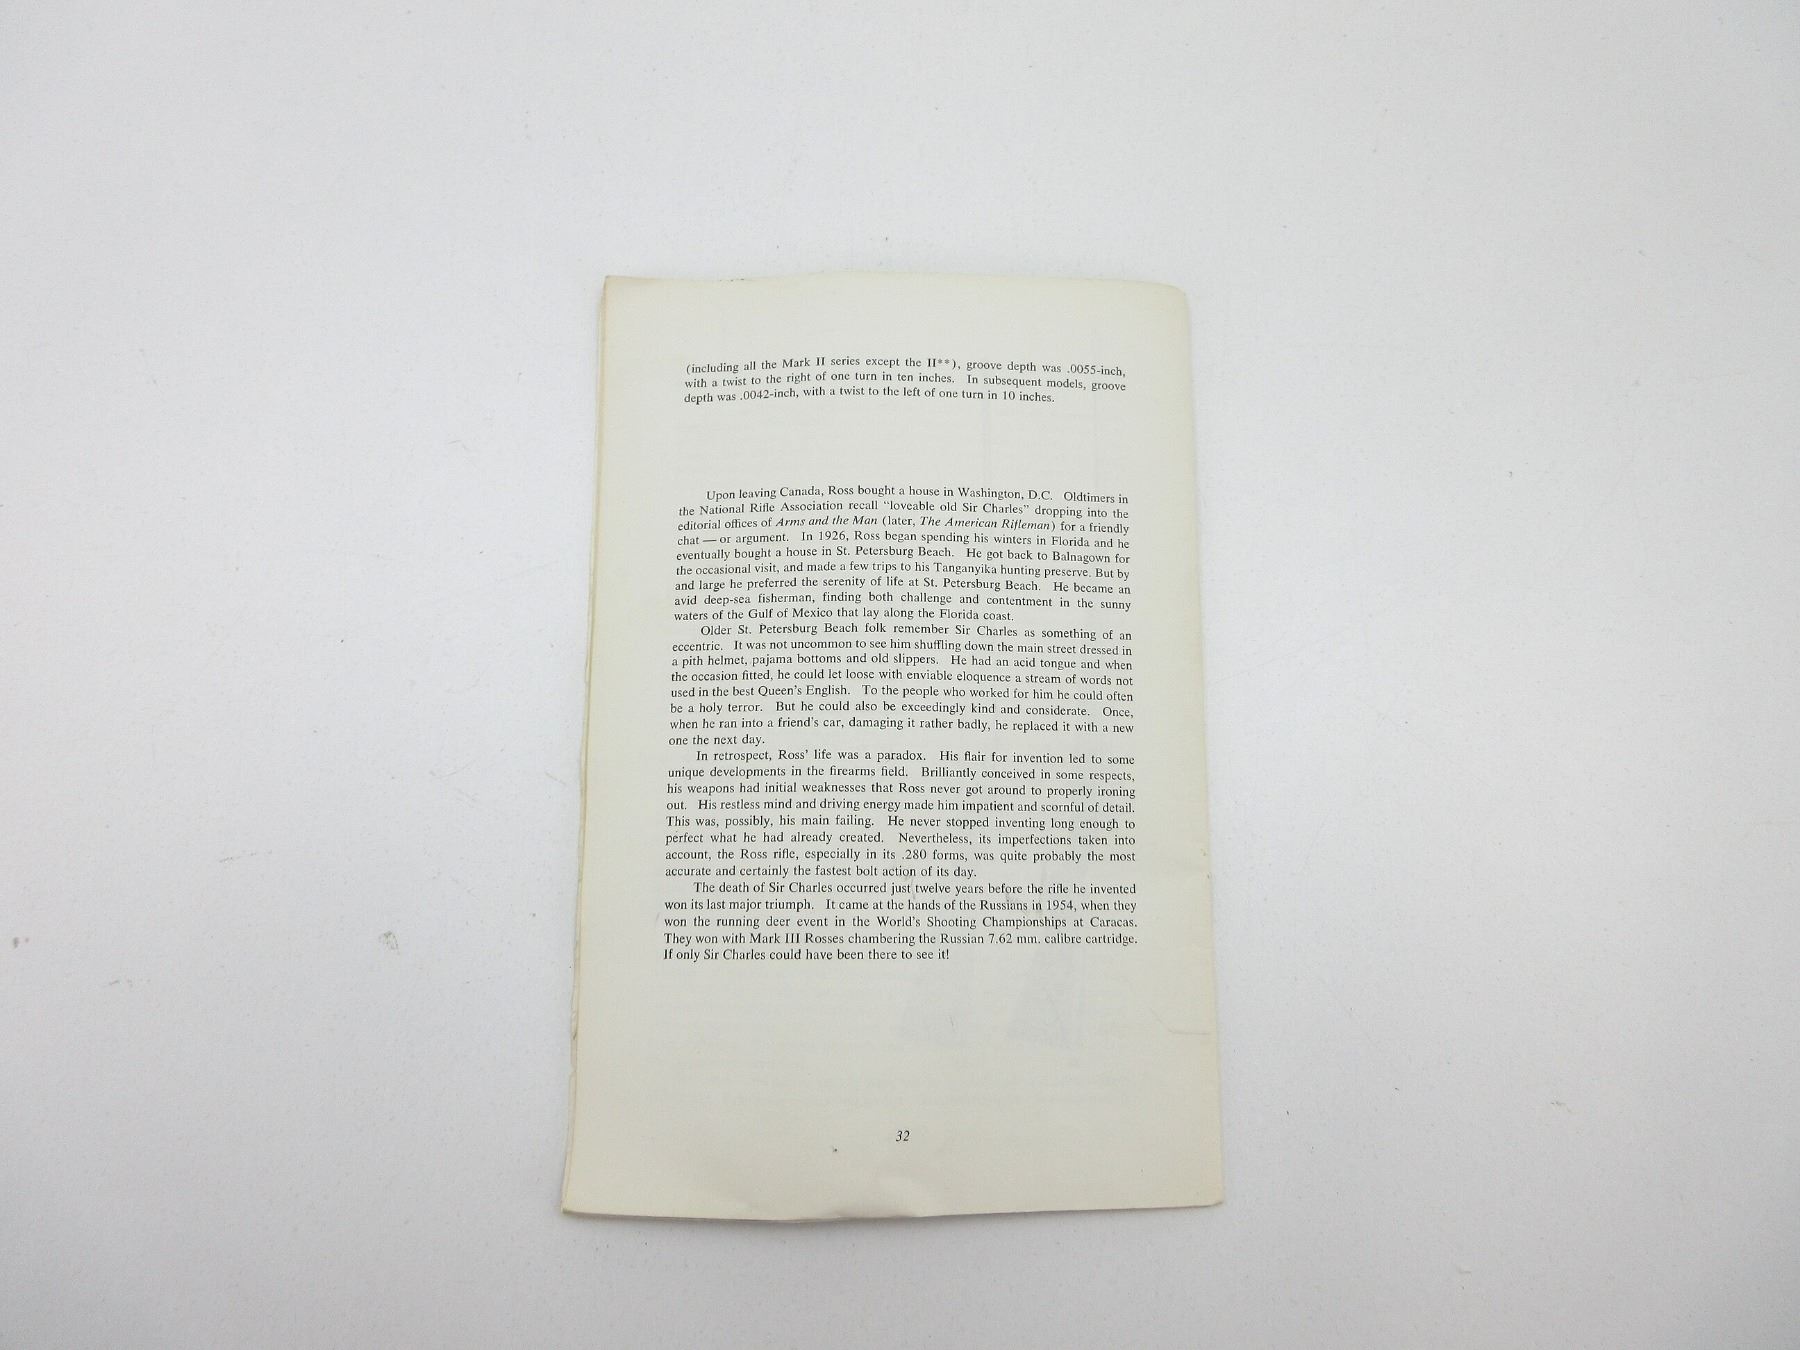 (including all the Mark II series except the II**), groove depth was .0055-inch,
with a twist to the right of one turn in ten inches. In subsequent models, groove
depth was .0042-inch, with a twist to the left of one turn in 10 inches.
Upon leaving Canada, Ross bought a house in Washington, D.C. Oldtimers in
the National Rifle Association recall "loveable old Sir Charles" dropping into the
editorial offices of Arms and the Man (later, The American Rifleman) for a friendly
chat — or argument. In 1926, Ross began spending his winters in Florida and he
eventually bought a house in St. Petersburg Beach. He got back to Balnagown for
the occasional visit, and made a few trips to his Tanganyika hunting preserve. But by
and large he preferred the serenity of life at St. Petersburg Beach. He became an
avid deep-sea fisherman, finding both challenge and contentment in the sunny
waters of the Gulf of Mexico that lay along the Florida coast.
Older St. Petersburg Beach folk remember Sir Charles as something of an
eccentric. It was not uncommon to see him shuffling down the main street dressed in
a pith helmet, pajama bottoms and old slippers. He had an acid tongue and when
the occasion fitted, he could let loose with enviable eloquence a stream of words not
used in the best Queen's English. To the people who worked for him he could often
be a holy terror. But he could also be exceedingly kind and considerate. Once,
when he ran into a friend's car, damaging it rather badly, he replaced it with a new
one the next day.
In retrospect, Ross' life was a paradox. His flair for invention led to some
unique developments in the firearms field. Brilliantly conceived in some respects,
his weapons had initial weaknesses that Ross never got around to properly ironing
out. His restless mind and driving energy made him impatient and scornful of detail.
This was, possibly, his main failing. He never stopped inventing long enough to
perfect what he had already created. Nevertheless, its imperfections taken into
account, the Ross rifle, especially in its .280 forms, was quite probably the most
accurate and certainly the fastest bolt action of its day.
The death of Sir Charles occurred just twelve years before the rifle he invented
won its last major triumph. It came at the hands of the Russians in 1954, when they
won the running deer event in the World's Shooting Championships at Caracas.
They won with Mark III Rosses chambering the Russian 7.62 mm. calibre cartridge.
If only Sir Charles could have been there to see it!
32